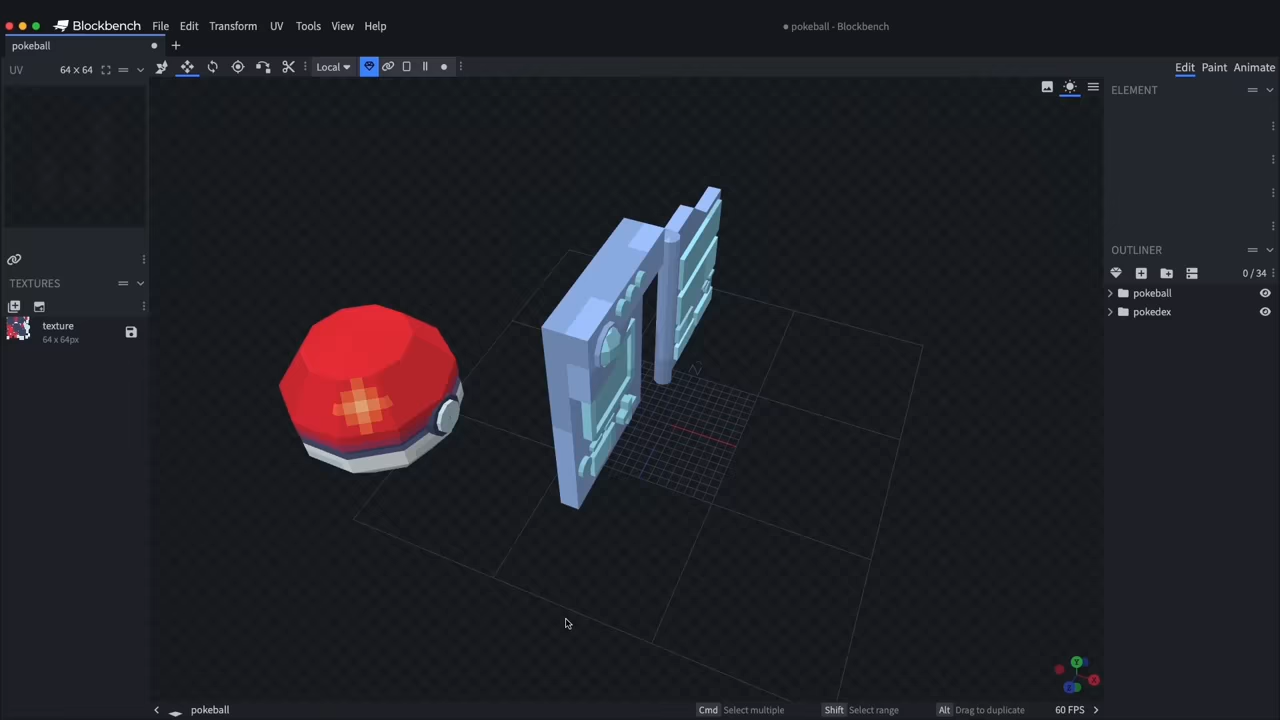 Blockbench File Edit Transform UV Tools View Help
pokeball - Blockbench
pokeball
UV 64 x 64
Local
Edit Paint Animate
ELEMENT
OUTLINER
0 / 34
pokeball
pokedex
TEXTURES
texture
64 x 64px
N
Y
X
Z
pokeball
Cmd Select multiple Shift Select range Alt Drag to duplicate 60 FPS